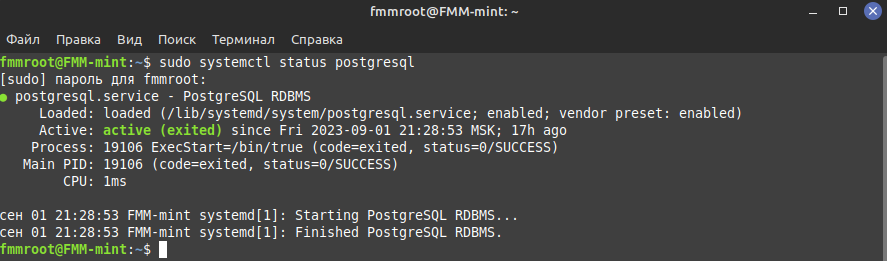 fmmroot@FMM-mint: ~
Файл Правка Вид Поиск Терминал Справка
fmmroot@FMM-mint:~$ sudo systemctl status postgresql
[sudo] пароль для fmmroot:
● postgresql.service - PostgreSQL RDBMS
Loaded: loaded (/lib/systemd/system/postgresql.service; enabled; vendor preset: enabled)
Active: active (exited) since Fri 2023-09-01 21:28:53 MSK; 17h ago
Process: 19106 ExecStart=/bin/true (code=exited, status=0/SUCCESS)
Main PID: 19106 (code=exited, status=0/SUCCESS)
CPU: 1ms
сен 01 21:28:53 FMM-mint systemd[1]: Starting PostgreSQL RDBMS...
сен 01 21:28:53 FMM-mint systemd[1]: Finished PostgreSQL RDBMS.
fmmroot@FMM-mint:~$